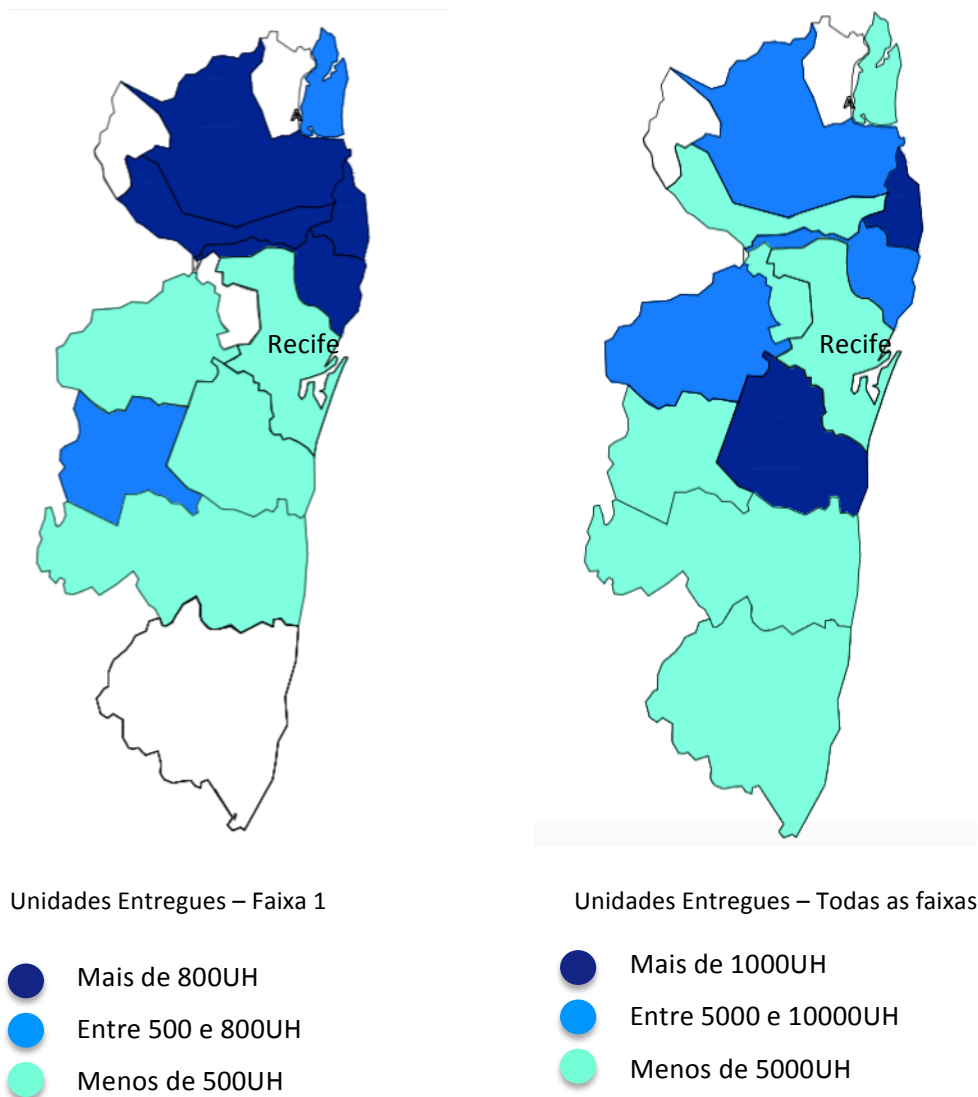 A
A
Recife
Recife
Unidades Entregues – Faixa 1
Mais de 800UH
Entre 500 e 800UH
Menos de 500UH
Unidades Entregues – Todas as faixas
Mais de 1000UH
Entre 5000 e 10000UH
Menos de 5000UH